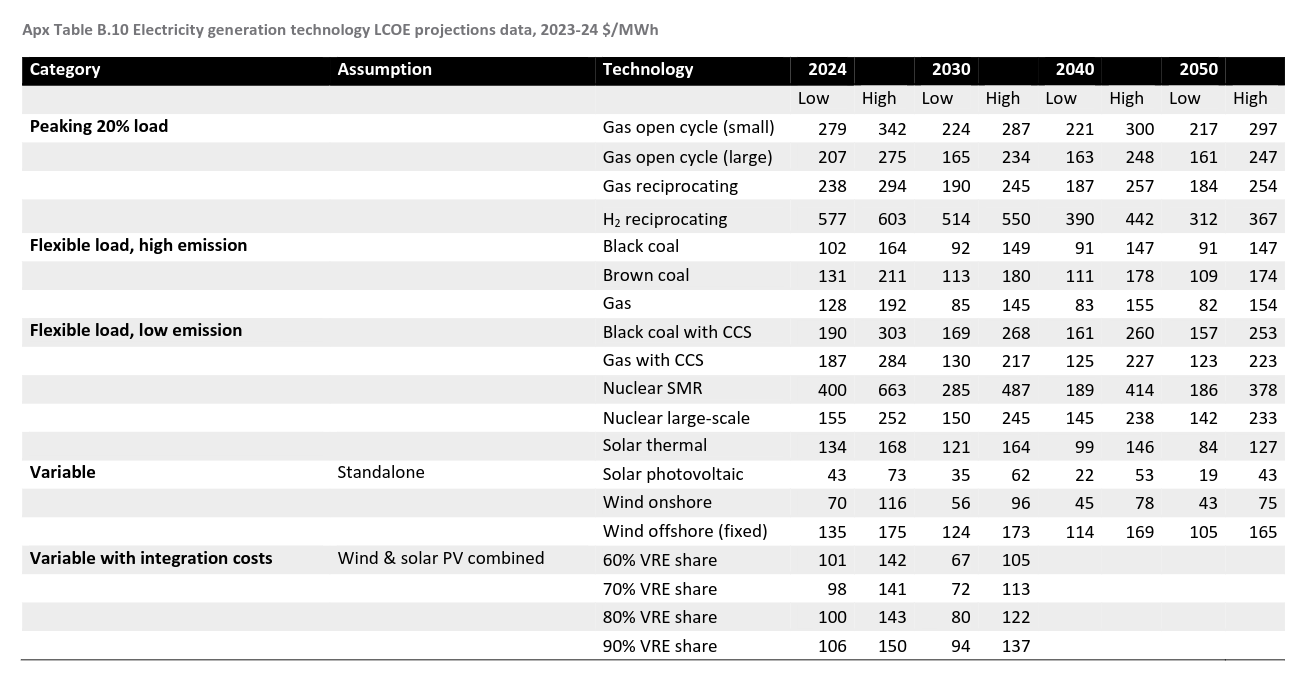 Apx Table B.10 Electricity generation technology LCOE projections data, 2023-24 $/MWh
Category Assumption Technology 2024 2030 2040 2050
Low High Low High Low High Low High
Peaking 20% load Gas open cycle (small) 279 342 224 287 221 300 217 297
Gas open cycle (large) 207 275 165 234 163 248 161 247
Gas reciprocating 238 294 190 245 187 257 184 254
H₂ reciprocating 577 603 514 550 390 442 312 367
Flexible load, high emission Black coal 102 164 92 149 91 147 91 147
Brown coal 131 211 113 180 111 178 109 174
Gas 128 192 85 145 83 155 82 154
Flexible load, low emission Black coal with CCS 190 303 169 268 161 260 157 253
Gas with CCS 187 284 130 217 125 227 123 223
Nuclear SMR 400 663 285 487 189 414 186 378
Nuclear large-scale 155 252 150 245 145 238 142 233
Solar thermal 134 168 121 164 99 146 84 127
Variable Standalone Solar photovoltaic 43 73 35 62 22 53 19 43
Wind onshore 70 116 56 96 45 78 43 75
Wind offshore (fixed) 135 175 124 173 114 169 105 165
Variable with integration costs Wind & solar PV combined 60% VRE share 101 142 67 105
70% VRE share 98 141 72 113
80% VRE share 100 143 80 122
90% VRE share 106 150 94 137